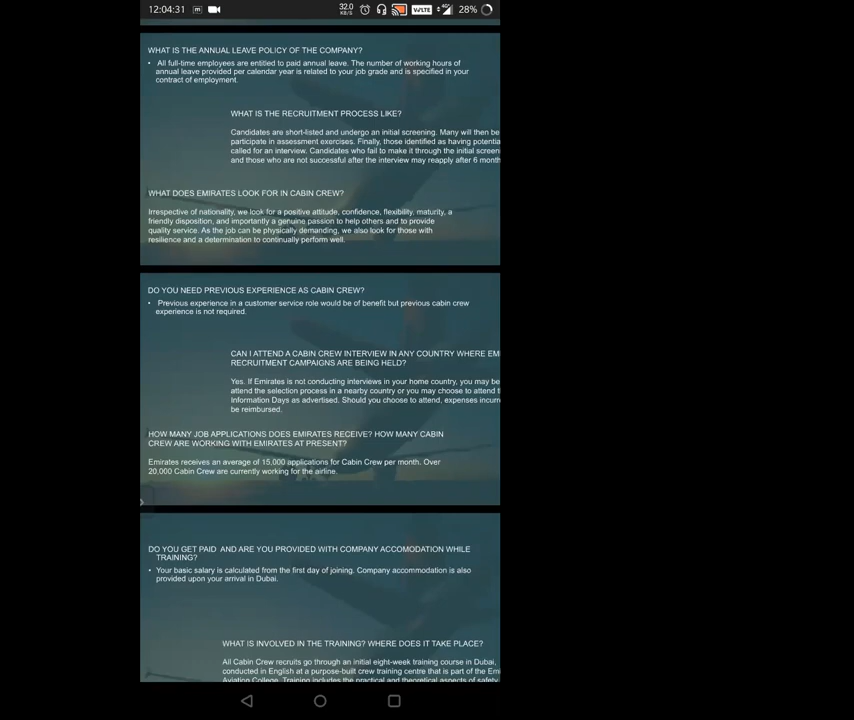 12:04:31
32.0
KB/S
VoLTE
4G
28%
WHAT IS THE ANNUAL LEAVE POLICY OF THE COMPANY?
• All full-time employees are entitled to paid annual leave. The number of working hours of
annual leave provided per calendar year is related to your job grade and is specified in your
contract of employment.
WHAT IS THE RECRUITMENT PROCESS LIKE?
Candidates are short-listed and undergo an initial screening. Many will then be
participate in assessment exercises. Finally, those identified as having potentia
called for an interview. Candidates who fail to make it through the initial screen
and those who are not successful after the interview may reapply after 6 month
WHAT DOES EMIRATES LOOK FOR IN CABIN CREW?
Irrespective of nationality, we look for a positive attitude, confidence, flexibility, maturity, a
friendly disposition, and importantly a genuine passion to help others and to provide
quality service. As the job can be physically demanding, we also look for those with
resilience and a determination to continually perform well.
DO YOU NEED PREVIOUS EXPERIENCE AS CABIN CREW?
• Previous experience in a customer service role would be of benefit but previous cabin crew
experience is not required.
CAN I ATTEND A CABIN CREW INTERVIEW IN ANY COUNTRY WHERE EMI
RECRUITMENT CAMPAIGNS ARE BEING HELD?
Yes. If Emirates is not conducting interviews in your home country, you may be
attend the selection process in a nearby country or you may choose to attend t
Information Days as advertised. Should you choose to attend, expenses incurre
be reimbursed.
HOW MANY JOB APPLICATIONS DOES EMIRATES RECEIVE? HOW MANY CABIN
CREW ARE WORKING WITH EMIRATES AT PRESENT?
Emirates receives an average of 15,000 applications for Cabin Crew per month. Over
20,000 Cabin Crew are currently working for the airline.
DO YOU GET PAID AND ARE YOU PROVIDED WITH COMPANY ACCOMODATION WHILE
TRAINING?
• Your basic salary is calculated from the first day of joining. Company accommodation is also
provided upon your arrival in Dubai.
WHAT IS INVOLVED IN THE TRAINING? WHERE DOES IT TAKE PLACE?
All Cabin Crew recruits go through an initial eight-week training course in Dubai,
conducted in English at a purpose-built crew training centre that is part of the Emi
Aviation College. Training includes the practical and theoretical aspects of safety